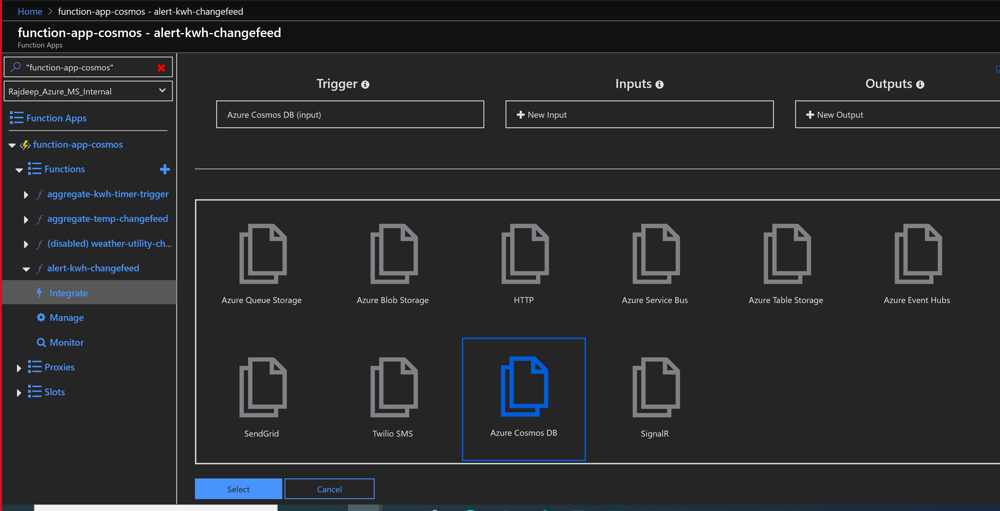 Home > function-app-cosmos - alert-kwh-changefeed
function-app-cosmos - alert-kwh-changefeed
Function Apps
"function-app-cosmos"
Rajdeep_Azure_MS_Internal
Function Apps
function-app-cosmos
Functions
aggregate-kwh-timer-trigger
aggregate-temp-changefeed
(disabled) weather-utility-ch...
alert-kwh-changefeed
Integrate
Manage
Monitor
Proxies
Slots
Trigger
Inputs
Outputs
Azure Cosmos DB (input)
New Input
New Output
Azure Queue Storage
Azure Blob Storage
HTTP
Azure Service Bus
Azure Table Storage
Azure Event Hubs
SendGrid
Twilio SMS
Azure Cosmos DB
SignalR
Select
Cancel